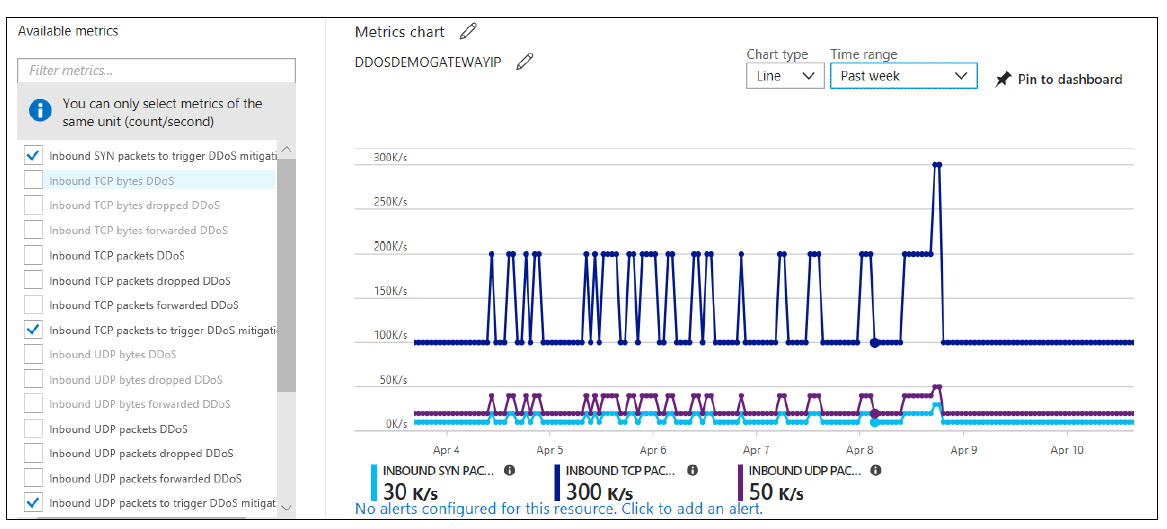 Available metrics
Filter metrics...
You can only select metrics of the
same unit (count/second)
Inbound SYN packets to trigger DDoS mitigati
Inbound TCP bytes DDoS
Inbound TCP bytes dropped DDoS
Inbound TCP bytes forwarded DDoS
Inbound TCP packets DDoS
Inbound TCP packets dropped DDoS
Inbound TCP packets forwarded DDoS
Inbound TCP packets to trigger DDoS mitigati
Inbound UDP bytes DDoS
Inbound UDP bytes dropped DDoS
Inbound UDP bytes forwarded DDoS
Inbound UDP packets DDoS
Inbound UDP packets dropped DDoS
Inbound UDP packets forwarded DDoS
Inbound UDP packets to trigger DDoS mitigat
Metrics chart
DDOSDEMOGATEWAYIP
Chart type
Line
Time range
Past week
Pin to dashboard
300K/s
250K/s
200K/s
150K/s
100K/s
50K/s
0K/s
Apr 4 Apr 5 Apr 6 Apr 7 Apr 8 Apr 9 Apr 10
INBOUND SYN PAC...
30 K/s
INBOUND TCP PAC...
300 K/s
INBOUND UDP PAC...
50 K/s
No alerts configured for this resource. Click to add an alert.